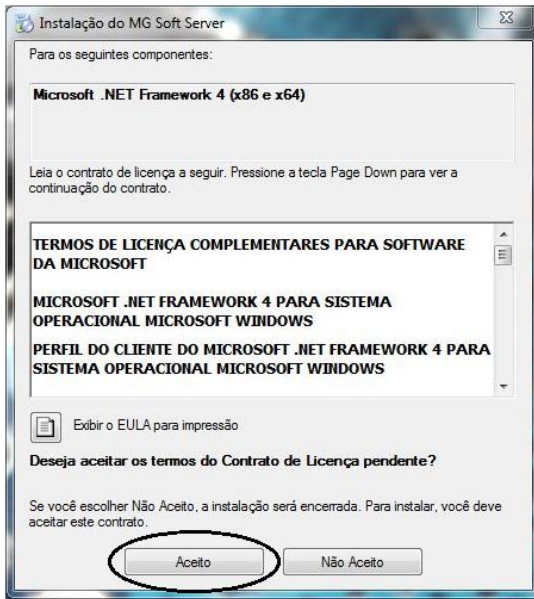 Instalação do MG Soft Server
Para os seguintes componentes:
Microsoft .NET Framework 4 (x86 e x64)
Leia o contrato de licença a seguir. Pressione a tecla Page Down para ver a
continuação do contrato.
TERMOS DE LICENÇA COMPLEMENTARES PARA SOFTWARE
DA MICROSOFT
MICROSOFT .NET FRAMEWORK 4 PARA SISTEMA
OPERACIONAL MICROSOFT WINDOWS
PERFIL DO CLIENTE DO MICROSOFT .NET FRAMEWORK 4 PARA
SISTEMA OPERACIONAL MICROSOFT WINDOWS
Exibir o EULA para impressão
Deseja aceitar os termos do Contrato de Licença pendente?
Se você escolher Não Aceito, a instalação será encerrada. Para instalar, você deve
aceitar este contrato.
Aceito Não Aceito